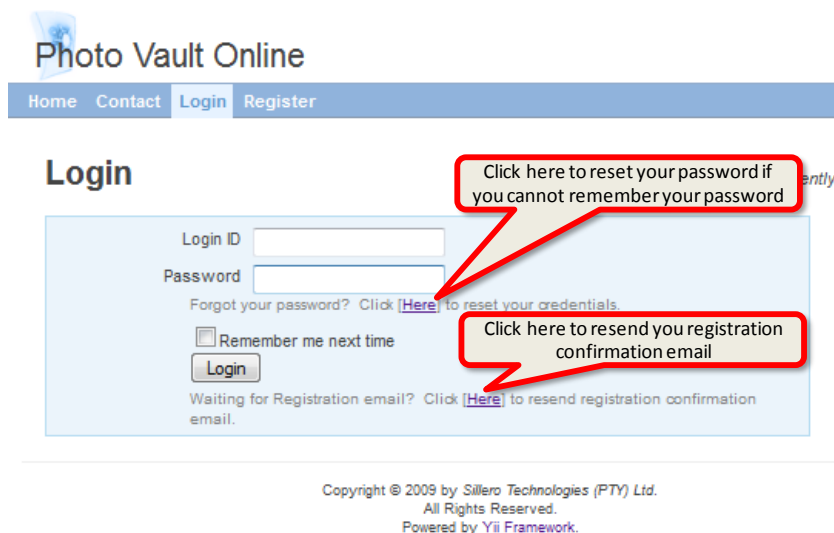 Photo Vault Online
Home Contact Login Register
Login
Click here to reset your password if
you cannot remember your password
ently
Login ID
Password
Forgot your password? Click [Here] to reset your credentials.
Remember me next time
Click here to resend you registration
confirmation email
Login
Waiting for Registration email? Click [Here] to resend registration confirmation
email.
Copyright © 2009 by Sillero Technologies (PTY) Ltd.
All Rights Reserved.
Powered by Yii Framework.